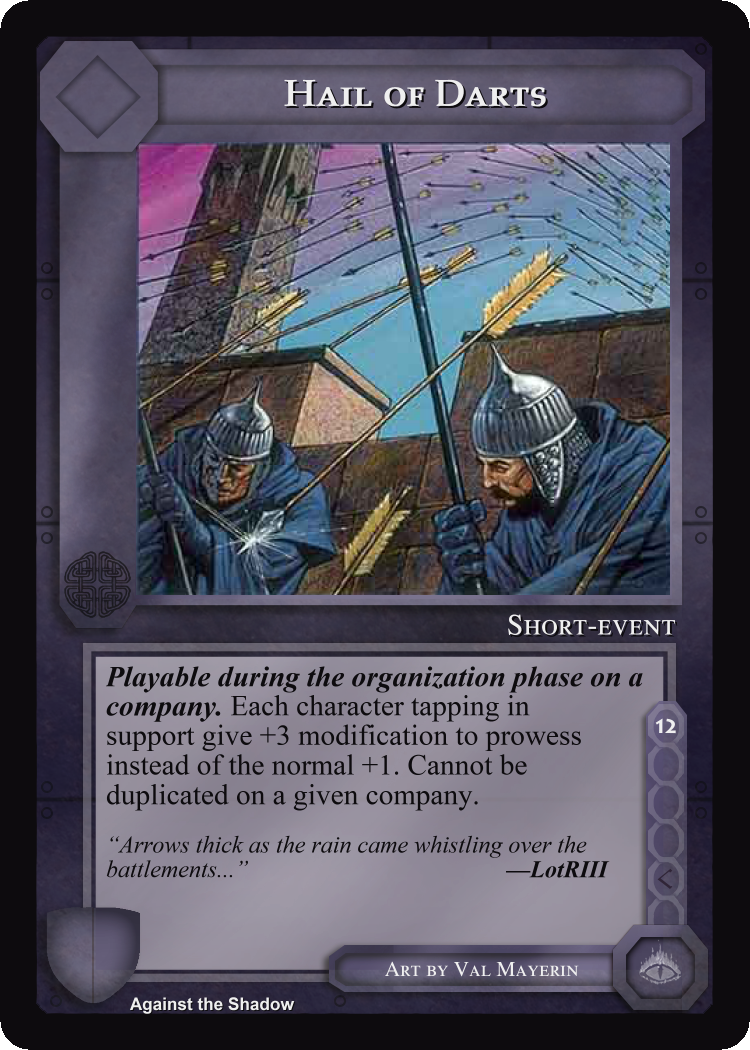 Hail of Darts
Short-event
Playable during the organization phase on a
company. Each character tapping in
support give +3 modification to prowess
instead of the normal +1. Cannot be
duplicated on a given company.
12
“Arrows thick as the rain came whistling over the
battlements...” —LotRIII
Art by Val Mayerin
Against the Shadow